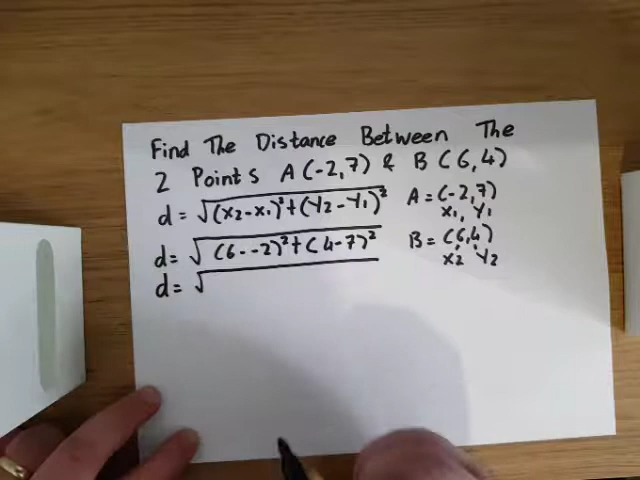 Find The Distance Between The
2 Points A(-2,7) & B(6,4)
d = √(x₂-x₁)²+(y₂-y₁)² A = (-2,7)
x₁, y₁
d = √(6--2)²+(4-7)² B = (6,4)
x₂ y₂
d = √